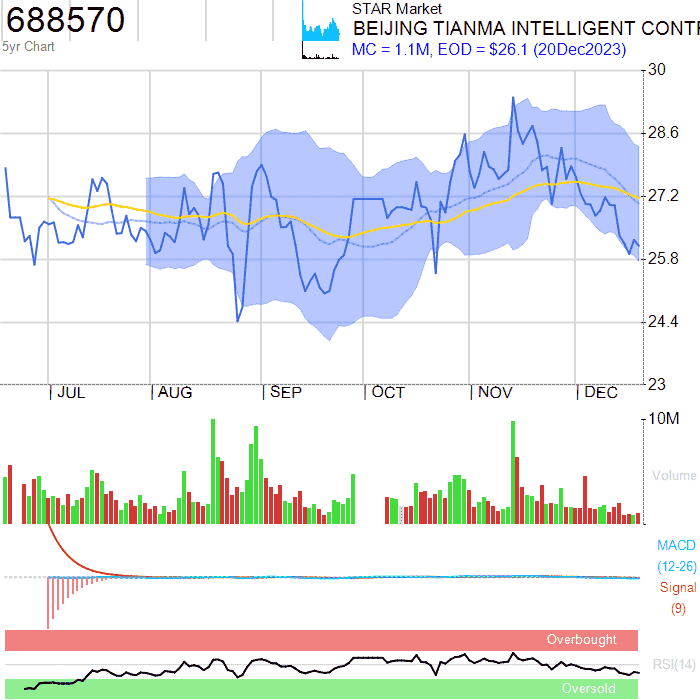 688570
5yr Chart
STAR Market
BEIJING TIANMA INTELLIGENT CONT
MC = 1.1M, EOD = $26.1 (20Dec2023)
30
28.6
27.2
25.8
24.4
23
JUL AUG SEP OCT NOV DEC
10M
Volume
MACD
(12-26)
Signal
(9)
Overbought
RSI(14)
Oversold